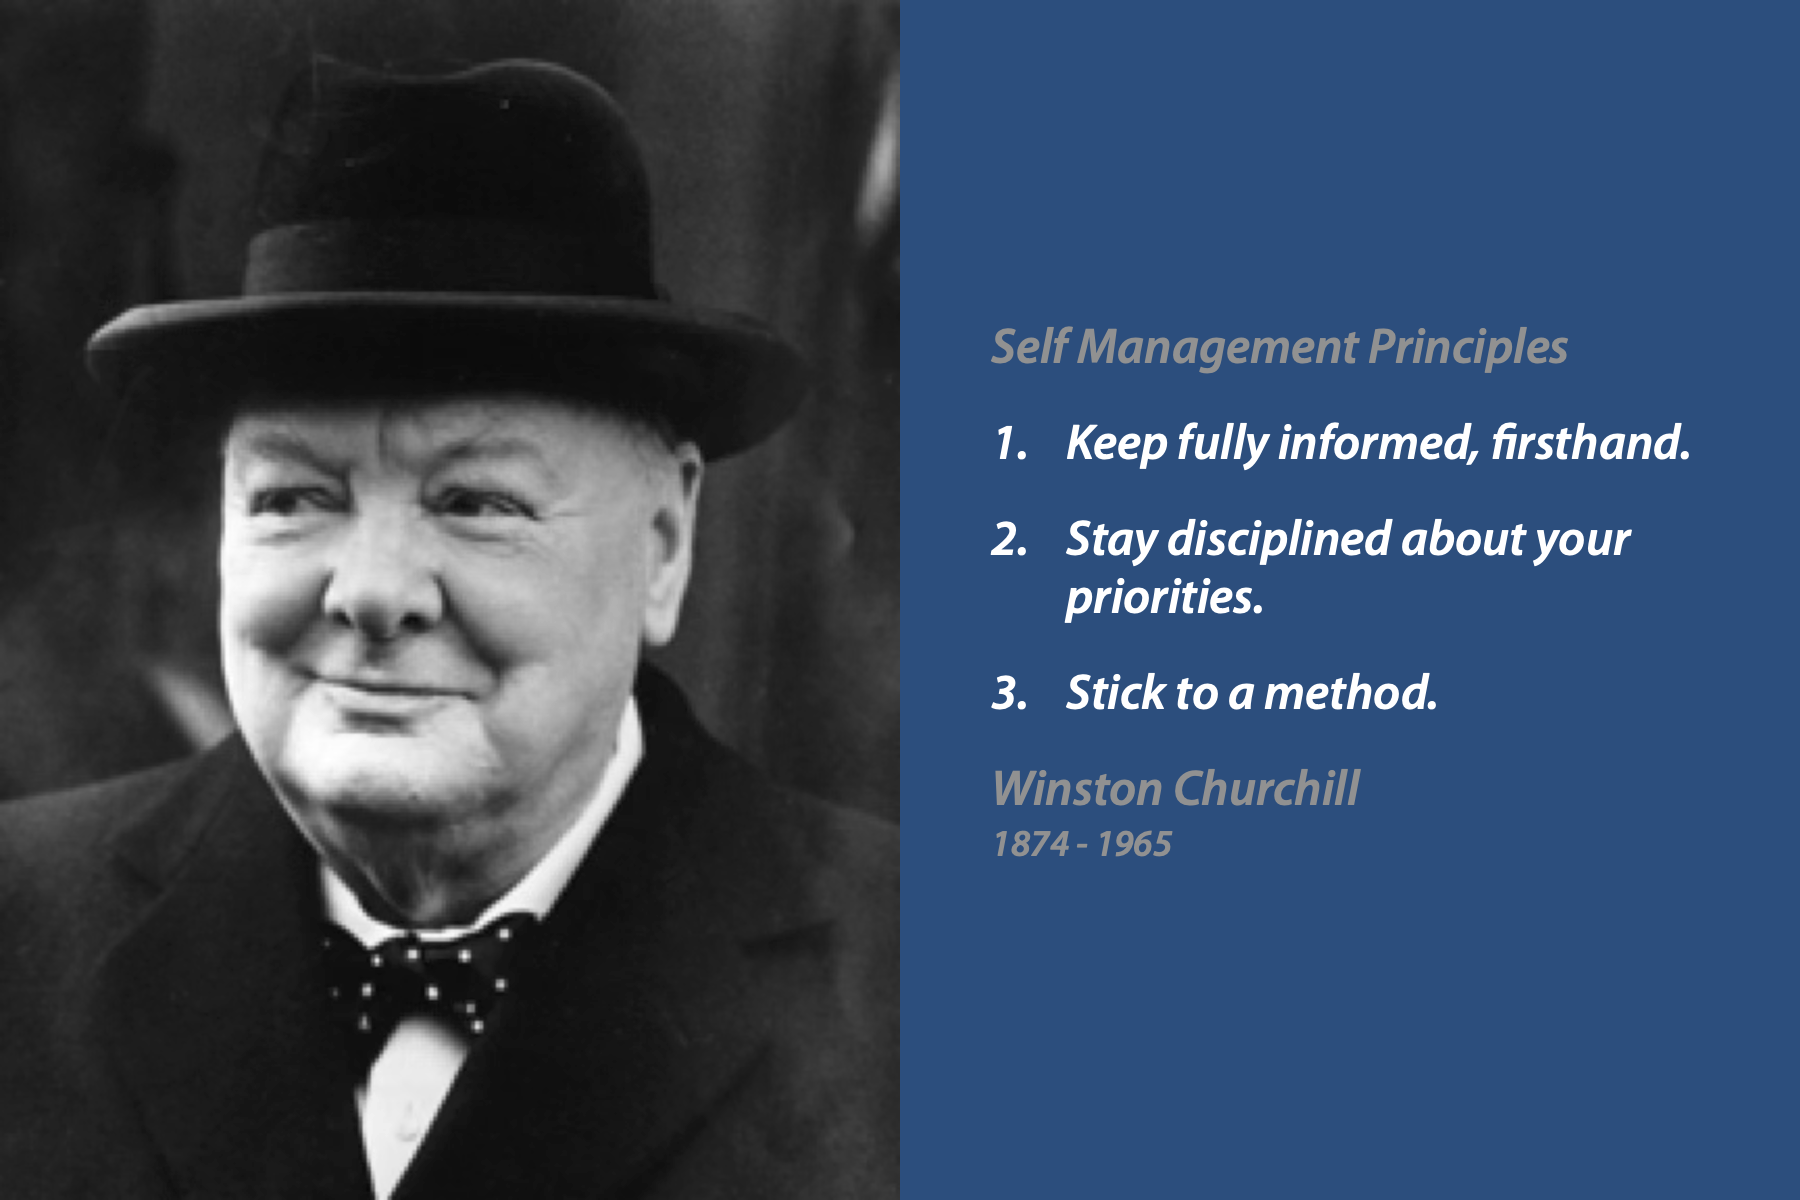 Self Management Principles
1. Keep fully informed, firsthand.
2. Stay disciplined about your
priorities.
3. Stick to a method.
Winston Churchill
1874 - 1965